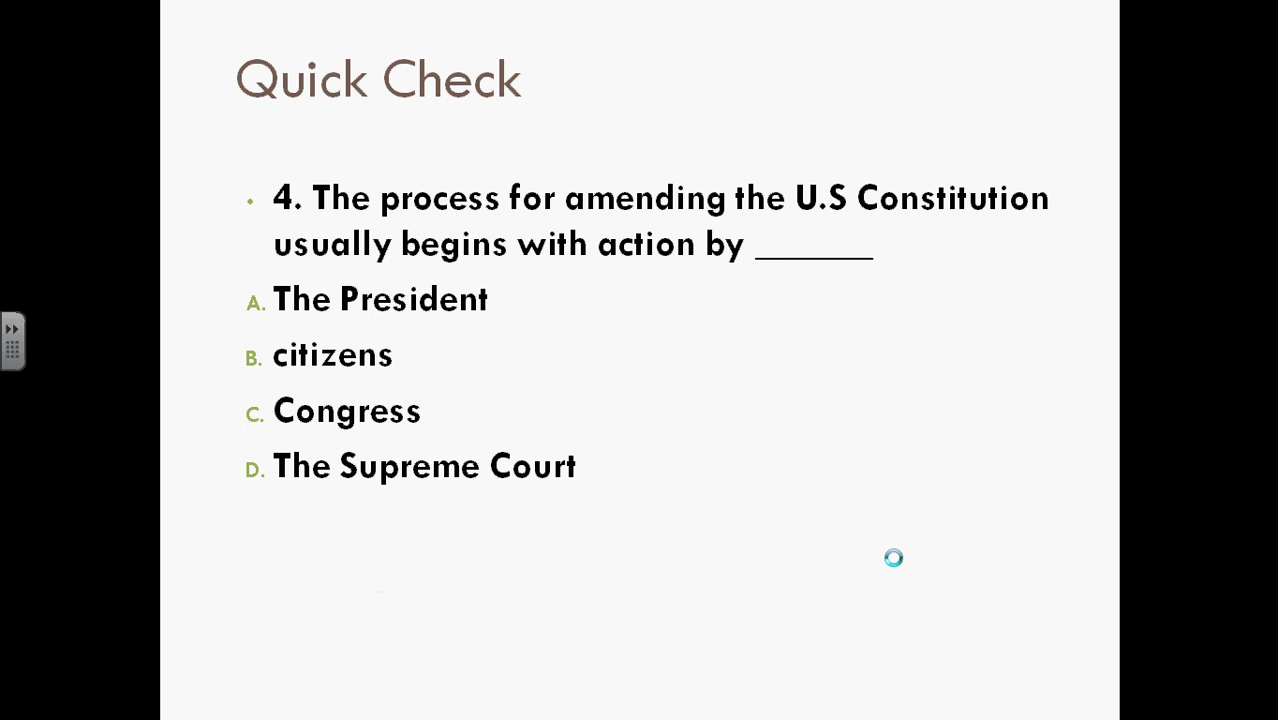 Quick Check
• 4. The process for amending the U.S Constitution
usually begins with action by _______
A. The President
B. citizens
C. Congress
D. The Supreme Court